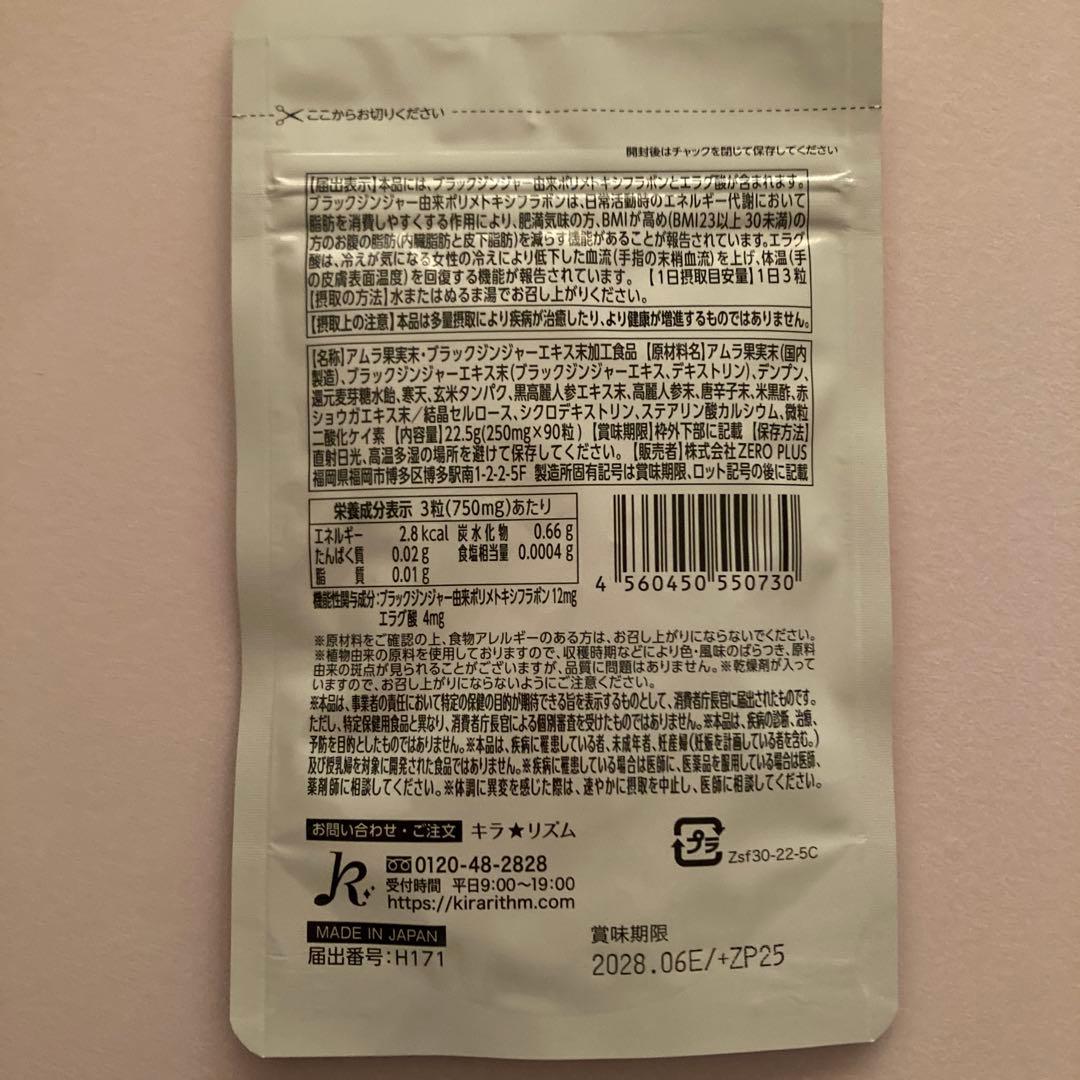 ここからお切りください
開封後はチャックを閉じて保存してください
【届出表示】本品には、ブラックジンジャー由来ポリメトキシフラボンとエラグ酸が含まれます。
ブラックジンジャー由来ポリメトキシフラボンは、日常活動時のエネルギー代謝において
脂肪を消費しやすくする作用により、肥満気味の方、BMIが高め(BMI23以上30未満)の
方のお腹の脂肪(内臓脂肪と皮下脂肪)を減らす機能があることが報告されています。エラグ
酸は、冷えが気になる女性の冷えにより低下した血流(手指の末梢血流)を上げ、体温(手
の皮膚表面温度)を回復する機能が報告されています。【1日摂取目安量】1日3粒
【摂取の方法】水またはぬるま湯でお召し上がりください。
【摂取上の注意】本品は多量摂取により疾病が治癒したり、より健康が増進するものではありません。
【名称】アムラ果実末・ブラックジンジャーエキス末加工食品 【原材料名】アムラ果実末(国内
製造)、ブラックジンジャーエキス末(ブラックジンジャーエキス、デキストリン)、デンプン、
還元麦芽糖水飴、寒天、玄米タンパク、黒高麗人参エキス末、高麗人参末、唐辛子末、米黒酢、赤
ショウガエキス末/結晶セルロース、シクロデキストリン、ステアリン酸カルシウム、微粒
二酸化ケイ素 【内容量】22.5g(250mg×90粒) 【賞味期限】枠外下部に記載 【保存方法】
直射日光、高温多湿の場所を避けて保存してください。【販売者】株式会社ZERO PLUS
福岡県福岡市博多区博多駅南1-2-2-5F 製造所固有記号は賞味期限、ロット記号の後に記載
栄養成分表示 3粒(750mg)あたり
エネルギー 2.8kcal 炭水化物 0.66g
たんぱく質 0.02g 食塩相当量 0.0004g
脂質 0.01g
機能性関与成分:ブラックジンジャー由来ポリメトキシフラボン 12mg
エラグ酸 4mg
4 560450 550730
※原材料をご確認の上、食物アレルギーのある方は、お召し上がりにならないでください。
※植物由来の原料を使用しておりますので、収穫時期などにより色・風味のばらつき、原料
由来の斑点が見られることがございますが、品質に問題はありません。※乾燥剤が入って
いますので、お召し上がりにならないようにご注意ください。
※本品は、事業者の責任において特定の保健の目的が期待できる旨を表示するものとして、消費者庁長官に届出されたものです。
ただし、特定保健用食品と異なり、消費者庁長官による個別審査を受けたものではありません。※本品は、疾病の診断、治療、
予防を目的としたものではありません。※本品は、疾病に罹患している者、未成年者、妊産婦(妊娠を計画している者を含む。)
及び授乳婦を対象に開発された食品ではありません。※疾病に罹患している場合は医師に、医薬品を服用している場合は医師、
薬剤師に相談してください。※体調に異変を感じた際は、速やかに摂取を中止し、医師に相談してください。
お問い合わせ・ご注文 キラ★リズム
0120-48-2828
受付時間 平日9:00〜19:00
https://kirarithm.com
プラ
Zsf30-22-5C
MADE IN JAPAN
届出番号:H171
賞味期限
2028.06E/+ZP25